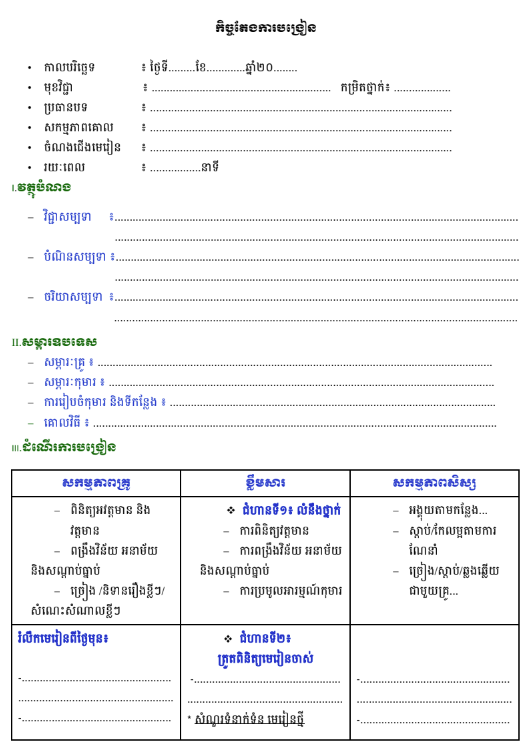 កិច្ចតែងការបង្រៀន
• កាលបរិច្ឆេទ ៖ ថ្ងៃទី.........ខែ.............ឆ្នាំ២០........
• មុខវិជ្ជា ៖ ............................................................ កម្រិតថ្នាក់៖ ...................
• ប្រធានបទ ៖ .....................................................................................................
• សកម្មភាពគោល ៖ .....................................................................................................
• ចំណងជើងមេរៀន ៖ .....................................................................................................
• រយៈពេល ៖ .................នាទី
I.វត្ថុបំណង
– វិជ្ជាសម្បទា ៖.......................................................................................................................................
.......................................................................................................................................
– បំណិនសម្បទា ៖.......................................................................................................................................
.......................................................................................................................................
– ចរិយាសម្បទា ៖.......................................................................................................................................
.......................................................................................................................................
II.សម្ភារឧបទេស
– សម្ភារៈគ្រូ ៖ ....................................................................................................................................
– សម្ភារៈកុមារ ៖ .................................................................................................................................
– ការរៀបចំកុមារ និងទីកន្លែង ៖ .............................................................................................................
– គោលវិធី ៖ .......................................................................................................................................
III.ដំណើរការបង្រៀន
សកម្មភាពគ្រូ ខ្លឹមសារ សកម្មភាពសិស្ស
– ពិនិត្យអវត្តមាន និង
វត្តមាន
– ពង្រឹងវិន័យ អនាម័យ
និងសណ្តាប់ធ្នាប់
– ច្រៀង /និទានរឿងខ្លីៗ/
សំណេះសំណាលខ្លីៗ
❖ ជំហានទី១៖ លំនឹងថ្នាក់
– ការពិនិត្យវត្តមាន
– ការពង្រឹងវិន័យ អនាម័យ
និងសណ្តាប់ធ្នាប់
– ការប្រមូលអារម្មណ៍កុមារ
– អង្គុយតាមកន្លែង...
– ស្តាប់/កែលម្អតាមការ
ណែនាំ
– ច្រៀង/ស្តាប់/ឆ្លងឆ្លើយ
ជាមួយគ្រូ...
រំលឹកមេរៀនពីថ្ងៃមុន៖
-..................................................
....................................................
-..................................................
❖ ជំហានទី២៖
ត្រួតពិនិត្យមេរៀនចាស់
-..................................................
....................................................
* សំណួរទំនាក់ទំន មេរៀនថ្មី
-..................................................
....................................................
-..................................................